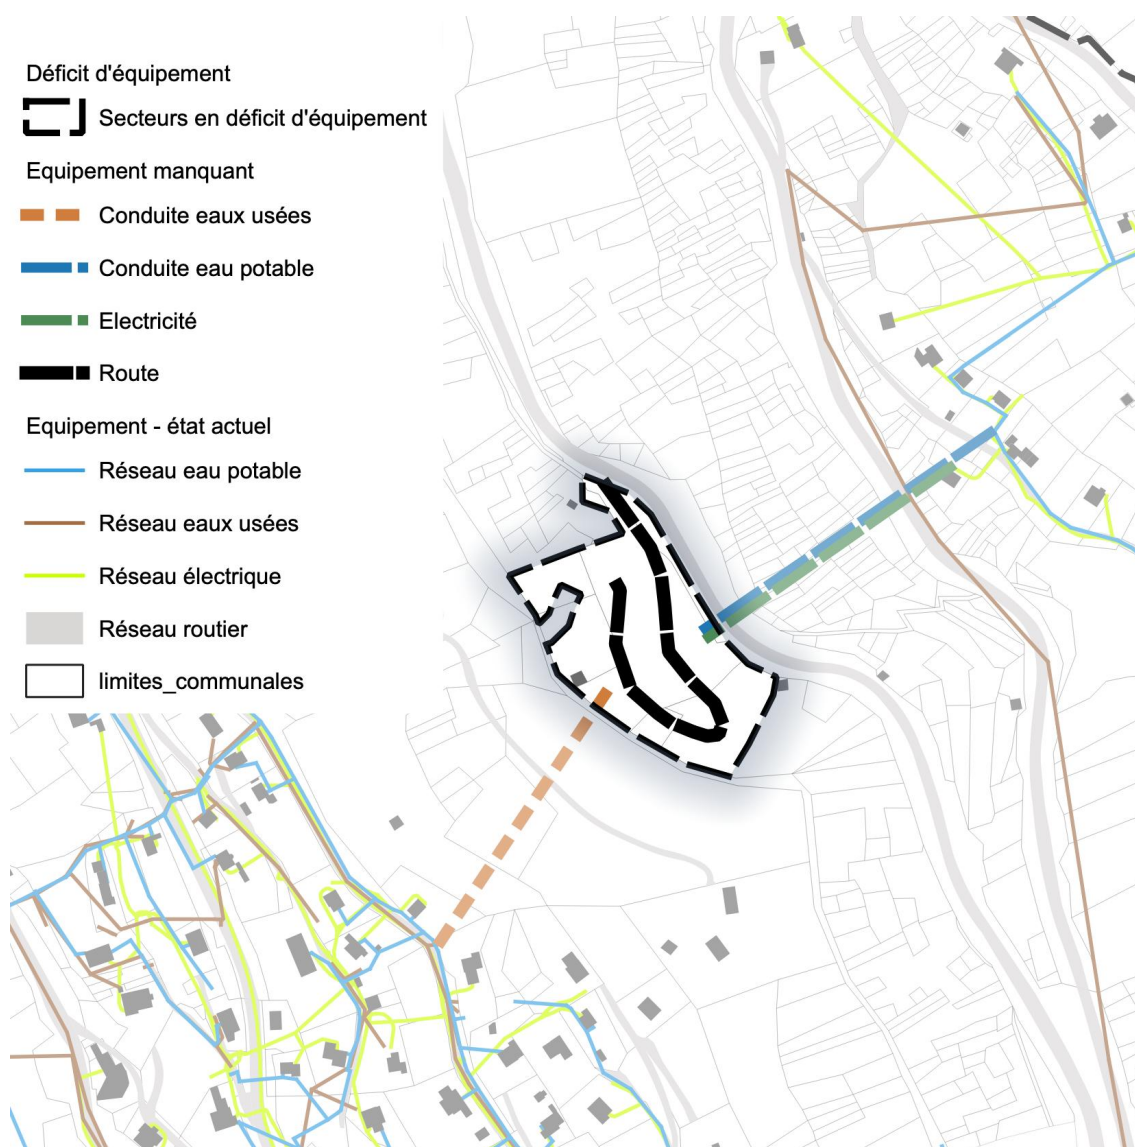 Déficit d'équipement
Secteurs en déficit d'équipement
Equipement manquant
Conduite eaux usées
Conduite eau potable
Electricité
Route
Equipement - état actuel
Réseau eau potable
Réseau eaux usées
Réseau électrique
Réseau routier
limites_communales